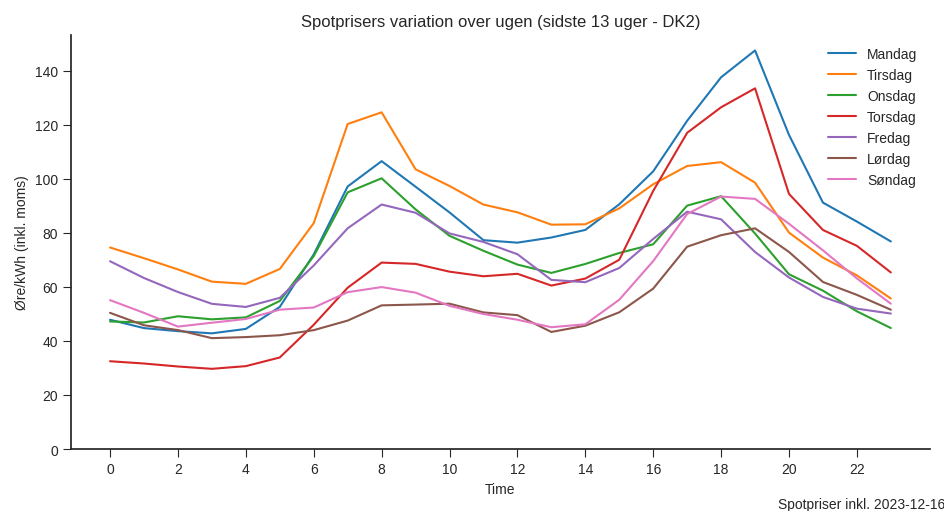 Spotprisers variation over ugen (sidste 13 uger - DK2)
Mandag
Tirsdag
Onsdag
Torsdag
Fredag
Lørdag
Søndag
Øre/kWh (inkl. moms)
140
120
100
80
60
40
20
0
0 2 4 6 8 10 12 14 16 18 20 22
Time
Spotpriser inkl. 2023-12-16